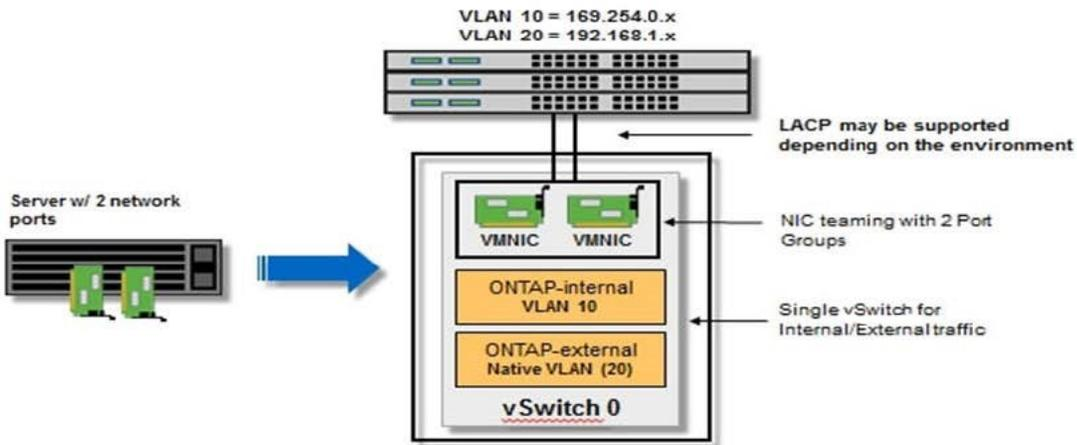 VLAN 10 = 169.254.0.x
VLAN 20 = 192.168.1.x
LACP may be supported
depending on the environment
Server w/ 2 network
ports
VMNIC
VMNIC
NIC teaming with 2 Port
Groups
ONTAP-internal
VLAN 10
Single vSwitch for
Internal/External traffic
ONTAP-external
Native VLAN (20)
vSwitch 0